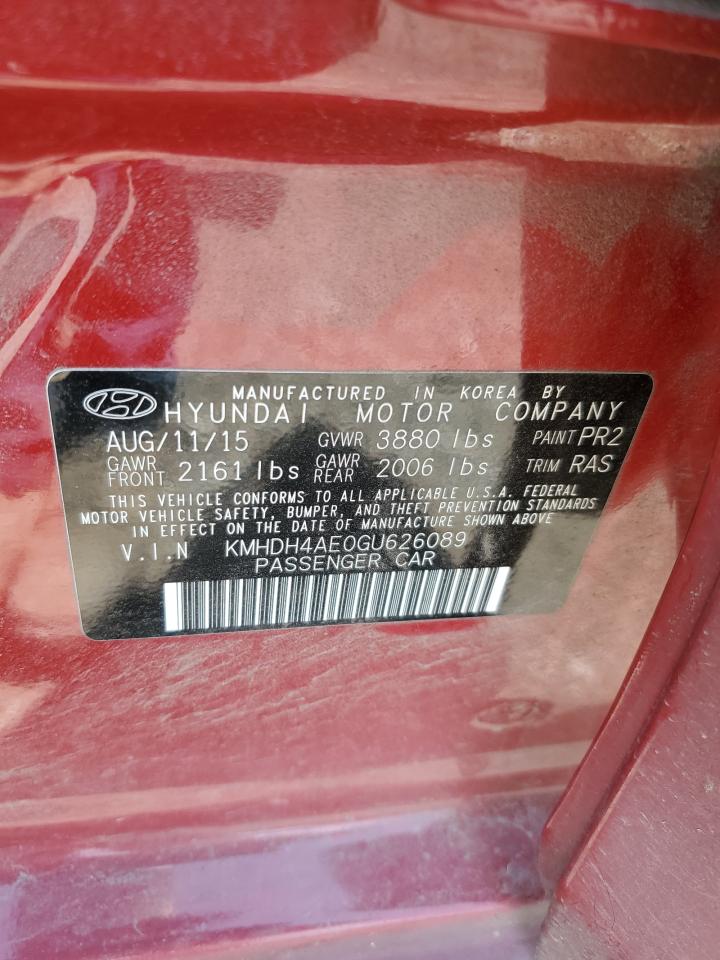 MANUFACTURED IN KOREA BY
HYUNDAI MOTOR COMPANY
AUG/11/15 GVWR 3880 lbs PAINT PR2
GAWR FRONT 2161 lbs GAWR REAR 2006 lbs TRIM RAS
THIS VEHICLE CONFORMS TO ALL APPLICABLE U.S.A. FEDERAL
MOTOR VEHICLE SAFETY, BUMPER, AND THEFT PREVENTION STANDARDS
IN EFFECT ON THE DATE OF MANUFACTURE SHOWN ABOVE
V.I.N KMHDH4AE0GU626089
PASSENGER CAR